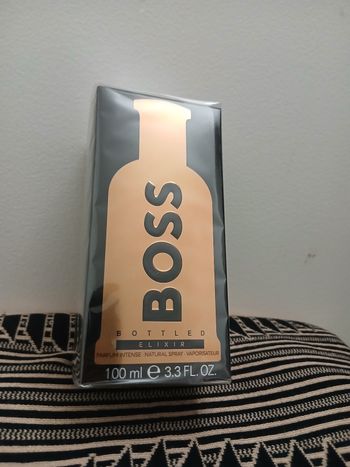 BOSS
BOTTLED
ELIXIR
PARFUM INTENSE NATURAL SPRAY VAPORISATEUR
100 ml ℮ 3.3 FL. OZ.